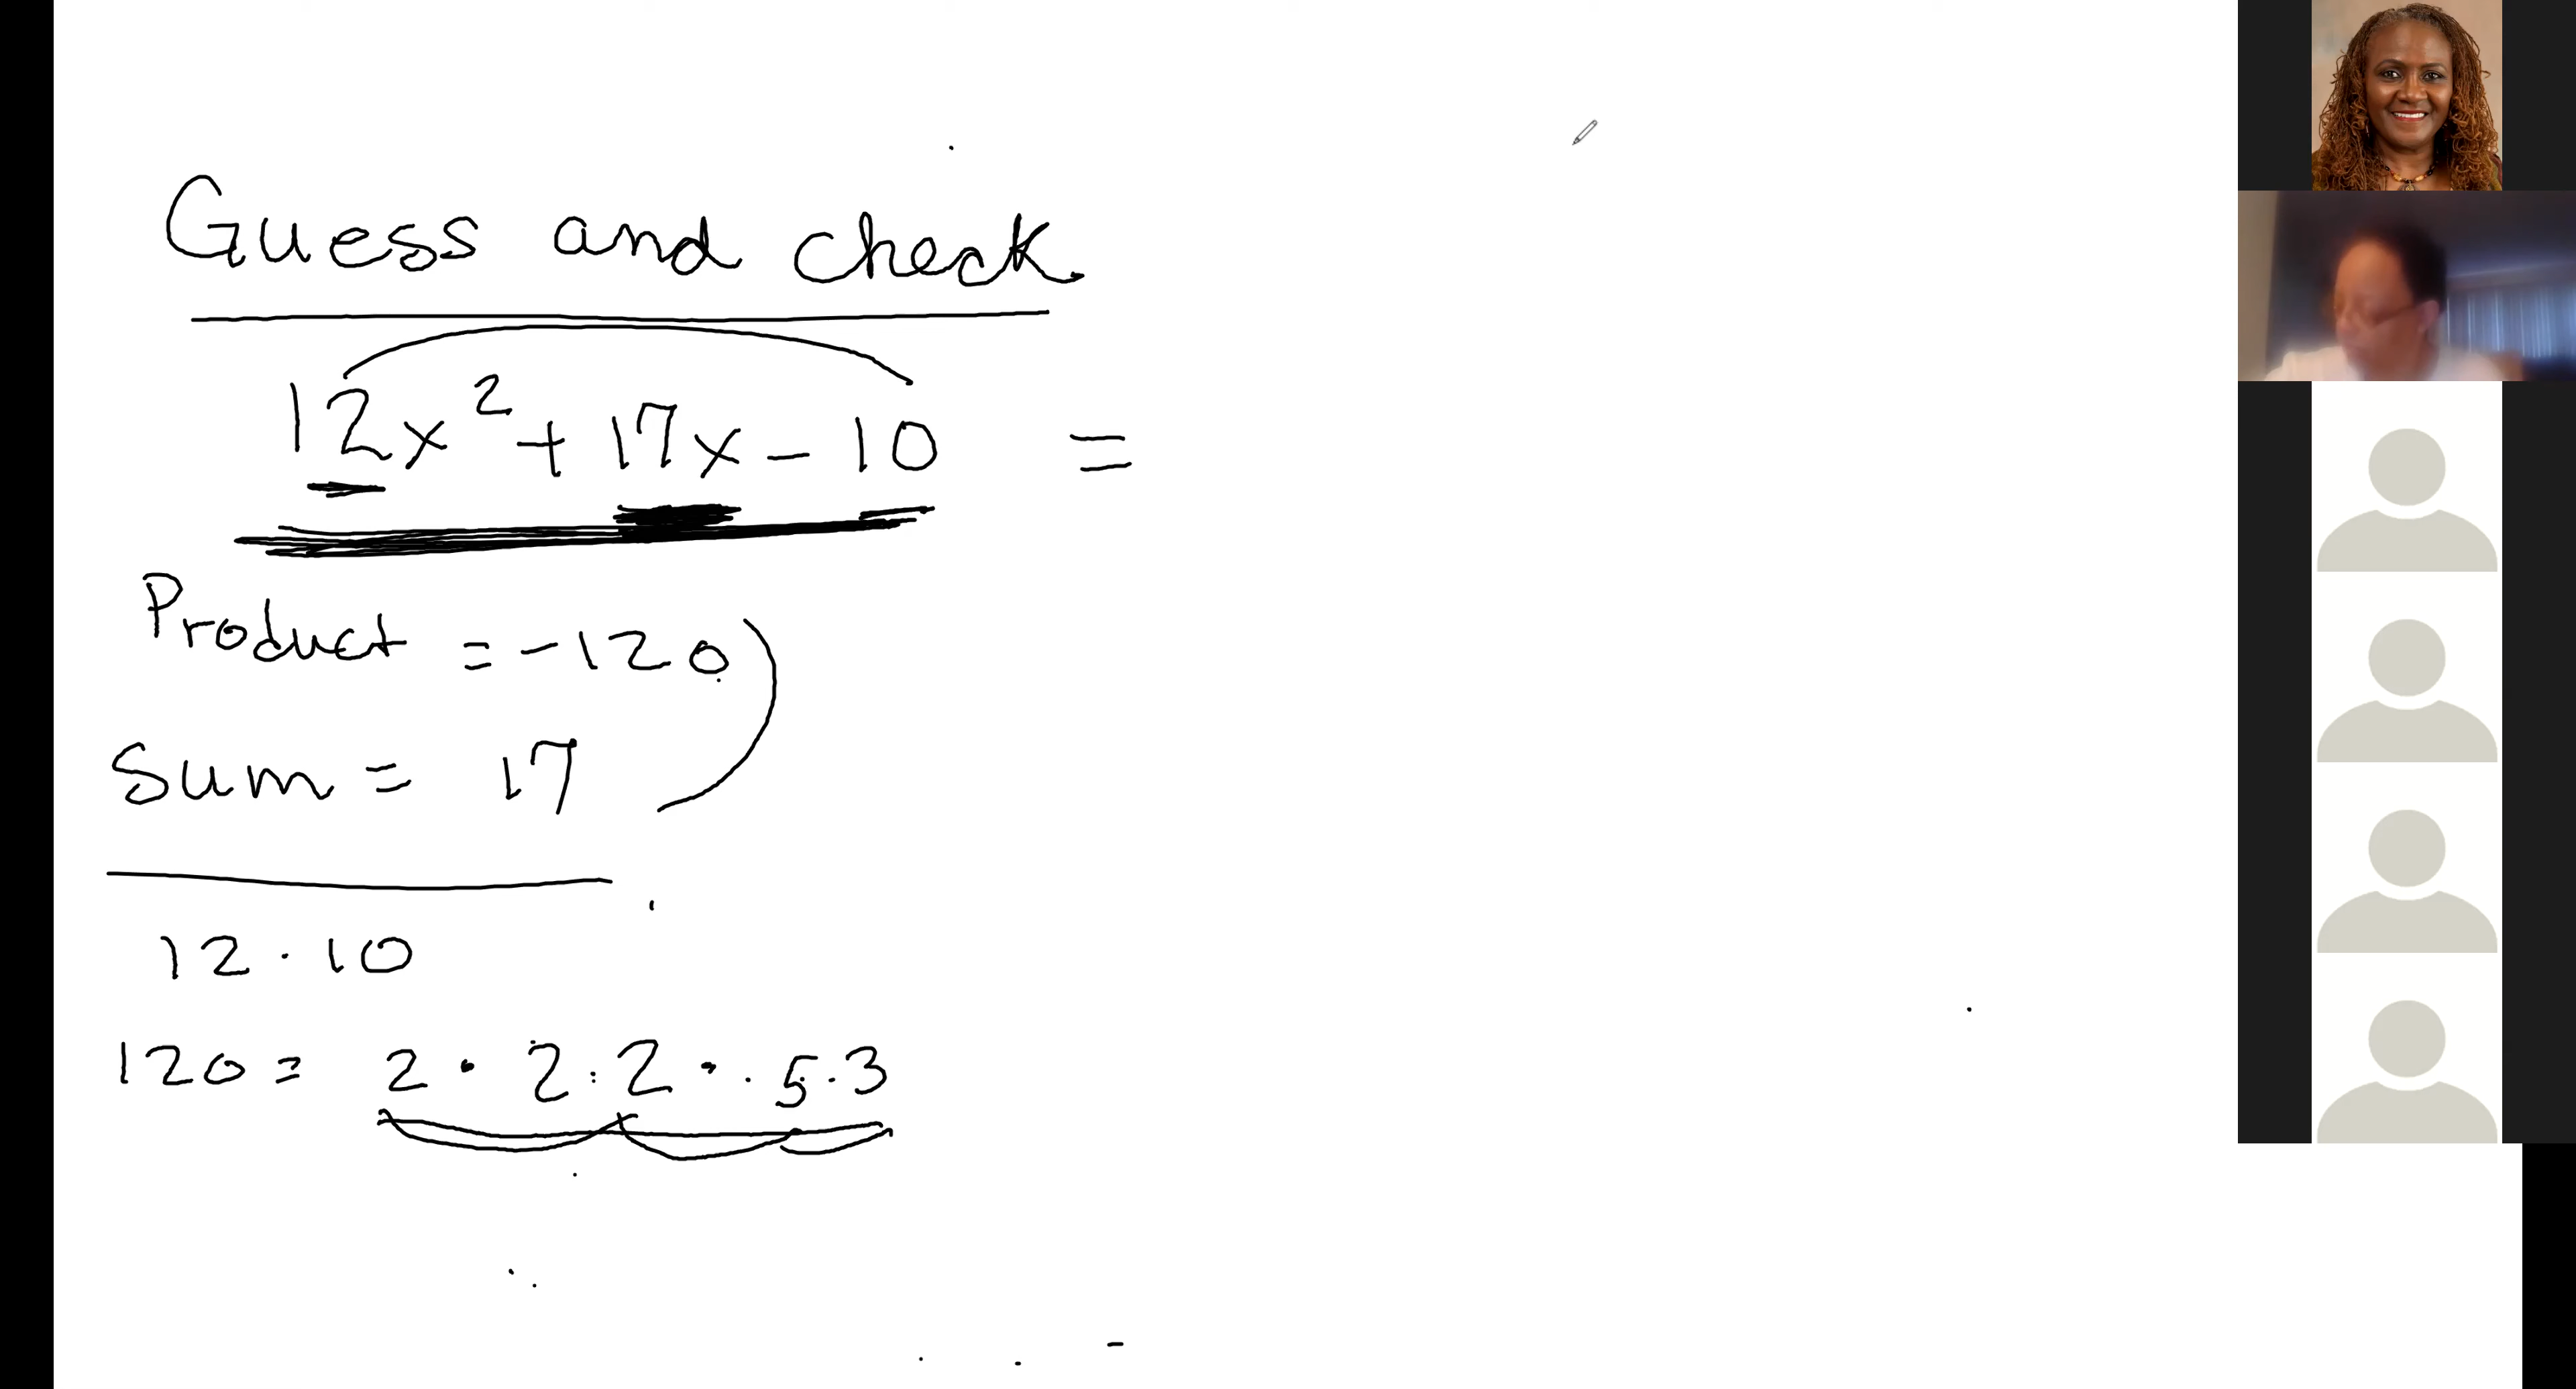 Guess and check
12x² + 17x - 10 =
Product = -120
Sum = 17
12 · 10
120 = 2 · 2 · 2 · · 5 · 3